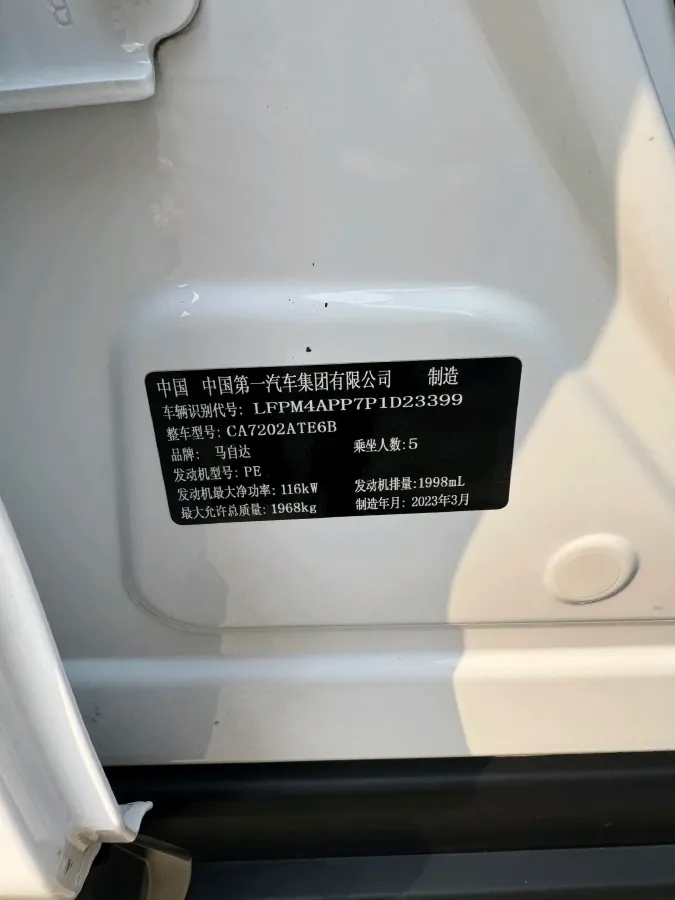 中国 中国第一汽车集团有限公司 制造
车辆识别代号: LFPM4APP7P1D23399
整车型号: CA7202ATE6B
品牌: 马自达 乘坐人数: 5
发动机型号: PE
发动机最大净功率: 116kW 发动机排量: 1998mL
最大允许总质量: 1968kg 制造年月: 2023年3月